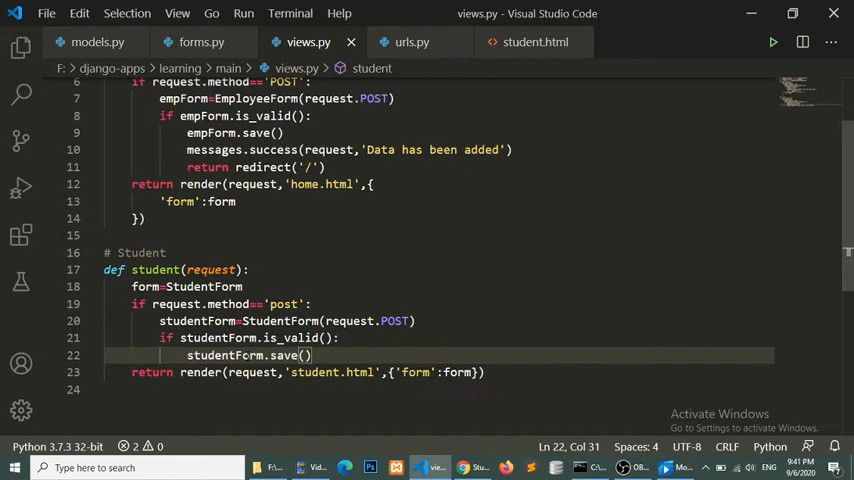 File Edit Selection View Go Run Terminal Help views.py - Visual Studio Code
models.py forms.py views.py urls.py student.html
F: > django-apps > learning > main > views.py > student
6 if request.method=='POST':
7 empForm=EmployeeForm(request.POST)
8 if empForm.is_valid():
9 empForm.save()
10 messages.success(request,'Data has been added')
11 return redirect('/')
12 return render(request,'home.html',{
13 'form':form
14 })
15
16 # Student
17 def student(request):
18 form=StudentForm
19 if request.method=='post':
20 studentForm=StudentForm(request.POST)
21 if studentForm.is_valid():
22 studentForm.save()
23 return render(request,'student.html',{'form':form})
24
Activate Windows
Go to Settings to activate Windows.
Python 3.7.3 32-bit 2 0 Ln 22, Col 31 Spaces: 4 UTF-8 CRLF Python
Type here to search F:\... Vid... vie... Stu... C:\... OB... Mo... ENG 9:41 PM
9/6/2020